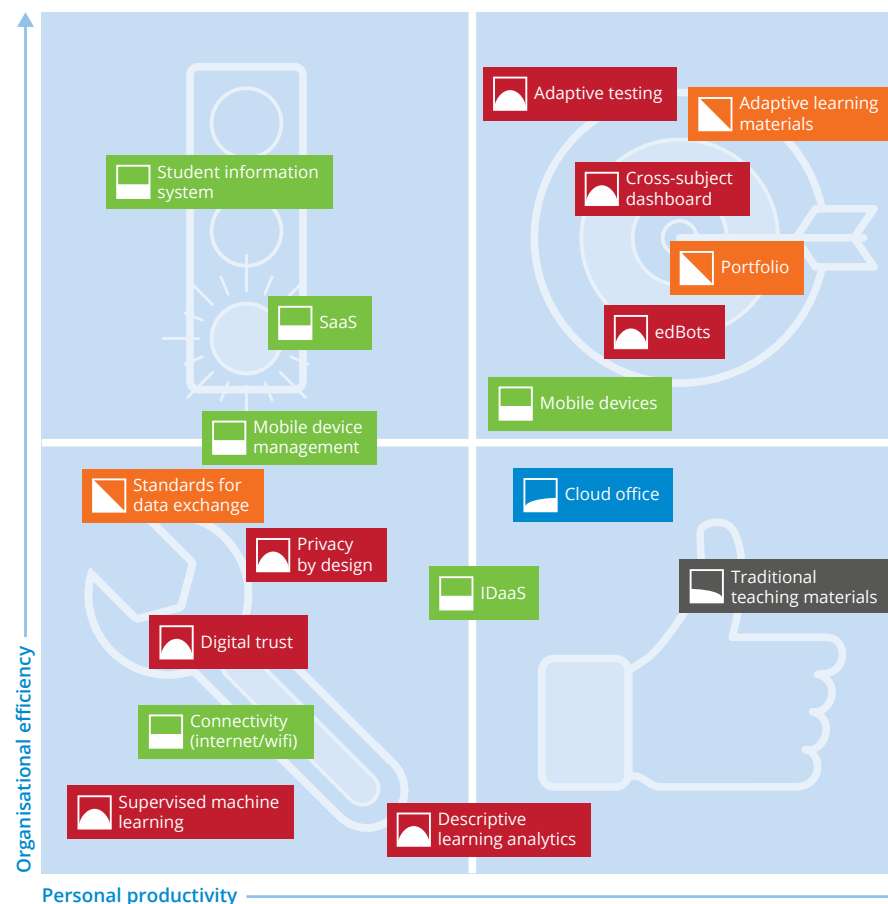 Adaptive testing
Adaptive learning
materials
Student information
system
Cross-subject
dashboard
Portfolio
SaaS
edBots
Mobile devices
Mobile device
management
Standards for
data exchange
Cloud office
Privacy
by design
IDaaS
Traditional
teaching materials
Digital trust
Connectivity
(internet/wifi)
Supervised machine
learning
Descriptive
learning analytics
Organisational efficiency
Personal productivity